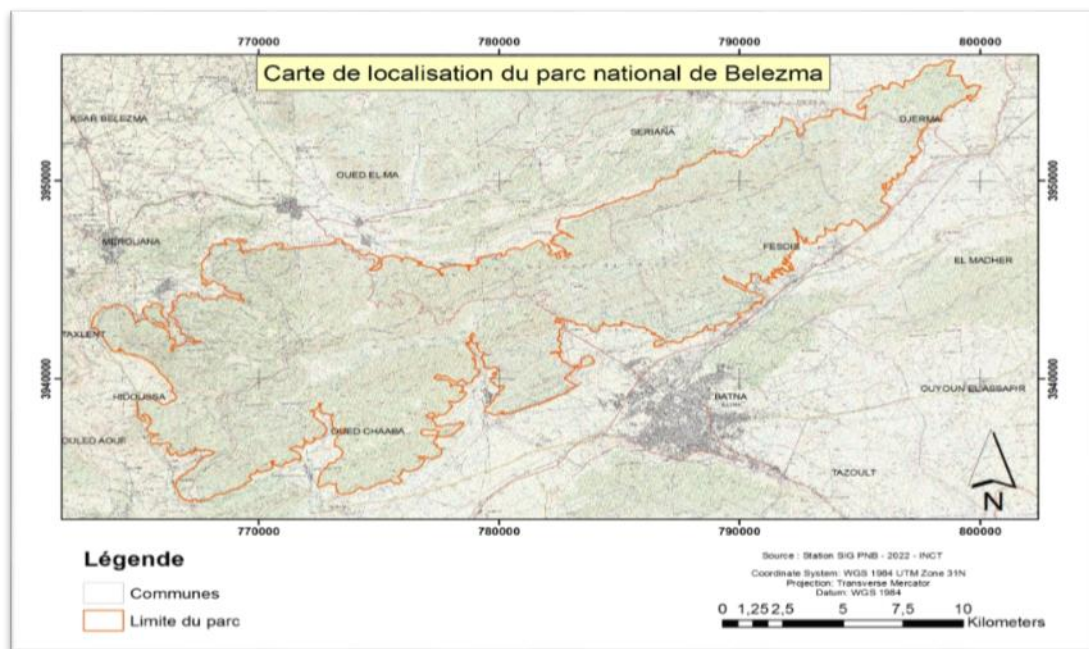 770000 780000 790000 800000
Carte de localisation du parc national de Belezma
KSAR BELEZMA
DJERMA
SERIANA
OUED EL MA
3950000
3950000
MEROUANA
FESDIS
EL MADHER
TAXLENT
3940000
3940000
HIDOUSSA
BATNA
OUYOUN EL ASSAFIR
OULED AOUF
OUED CHAABA
TAZOULT
N
770000 780000 790000 800000
Légende
Communes
Limite du parc
Source : Station SIG PNB - 2022 - INCT
Coordinate System: WGS 1984 UTM Zone 31N
Projection: Transverse Mercator
Datum: WGS 1984
0 1,25 2,5 5 7,5 10
Kilometers